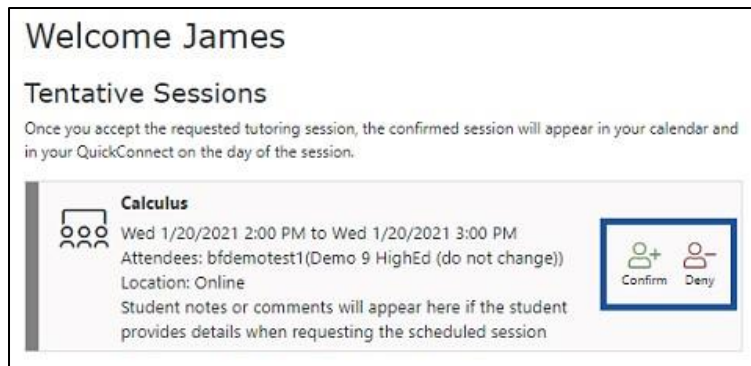 Welcome James
Tentative Sessions
Once you accept the requested tutoring session, the confirmed session will appear in your calendar and
in your QuickConnect on the day of the session.
Calculus
Wed 1/20/2021 2:00 PM to Wed 1/20/2021 3:00 PM
Attendees: bfdemotest1(Demo 9 HighEd (do not change))
Location: Online
Student notes or comments will appear here if the student
provides details when requesting the scheduled session
Confirm Deny